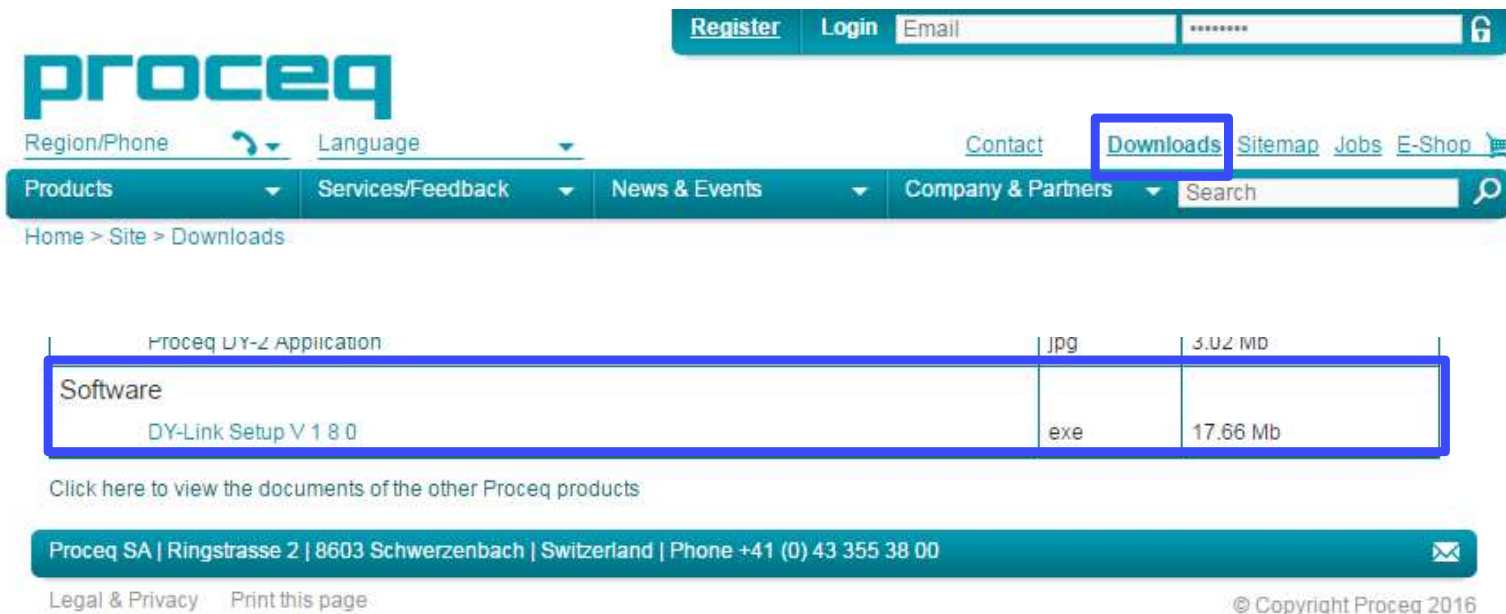 Register Login Email ********
proceq
Region/Phone Language Contact Downloads Sitemap Jobs E-Shop
Products Services/Feedback News & Events Company & Partners Search
Home > Site > Downloads
Proceq DY-2 Application jpg 3.02 Mb
Software
DY-Link Setup V 1 8 0 exe 17.66 Mb
Click here to view the documents of the other Proceq products
Proceq SA | Ringstrasse 2 | 8603 Schwerzenbach | Switzerland | Phone +41 (0) 43 355 38 00
Legal & Privacy Print this page © Copyright Proceq 2016